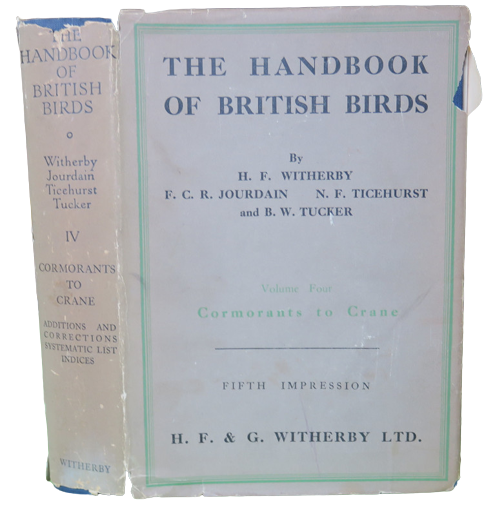 THE
HANDBOOK
OF
BRITISH
BIRDS
Witherby
Jourdain
Ticehurst
Tucker
IV
CORMORANTS
TO
CRANE
ADDITIONS AND
CORRECTIONS
SYSTEMATIC LIST
INDICES
WITHERBY
THE HANDBOOK
OF BRITISH BIRDS
By
H. F. WITHERBY
F. C. R. JOURDAIN N. F. TICEHURST
and B. W. TUCKER
Volume Four
Cormorants to Crane
FIFTH IMPRESSION
H. F. & G. WITHERBY LTD.